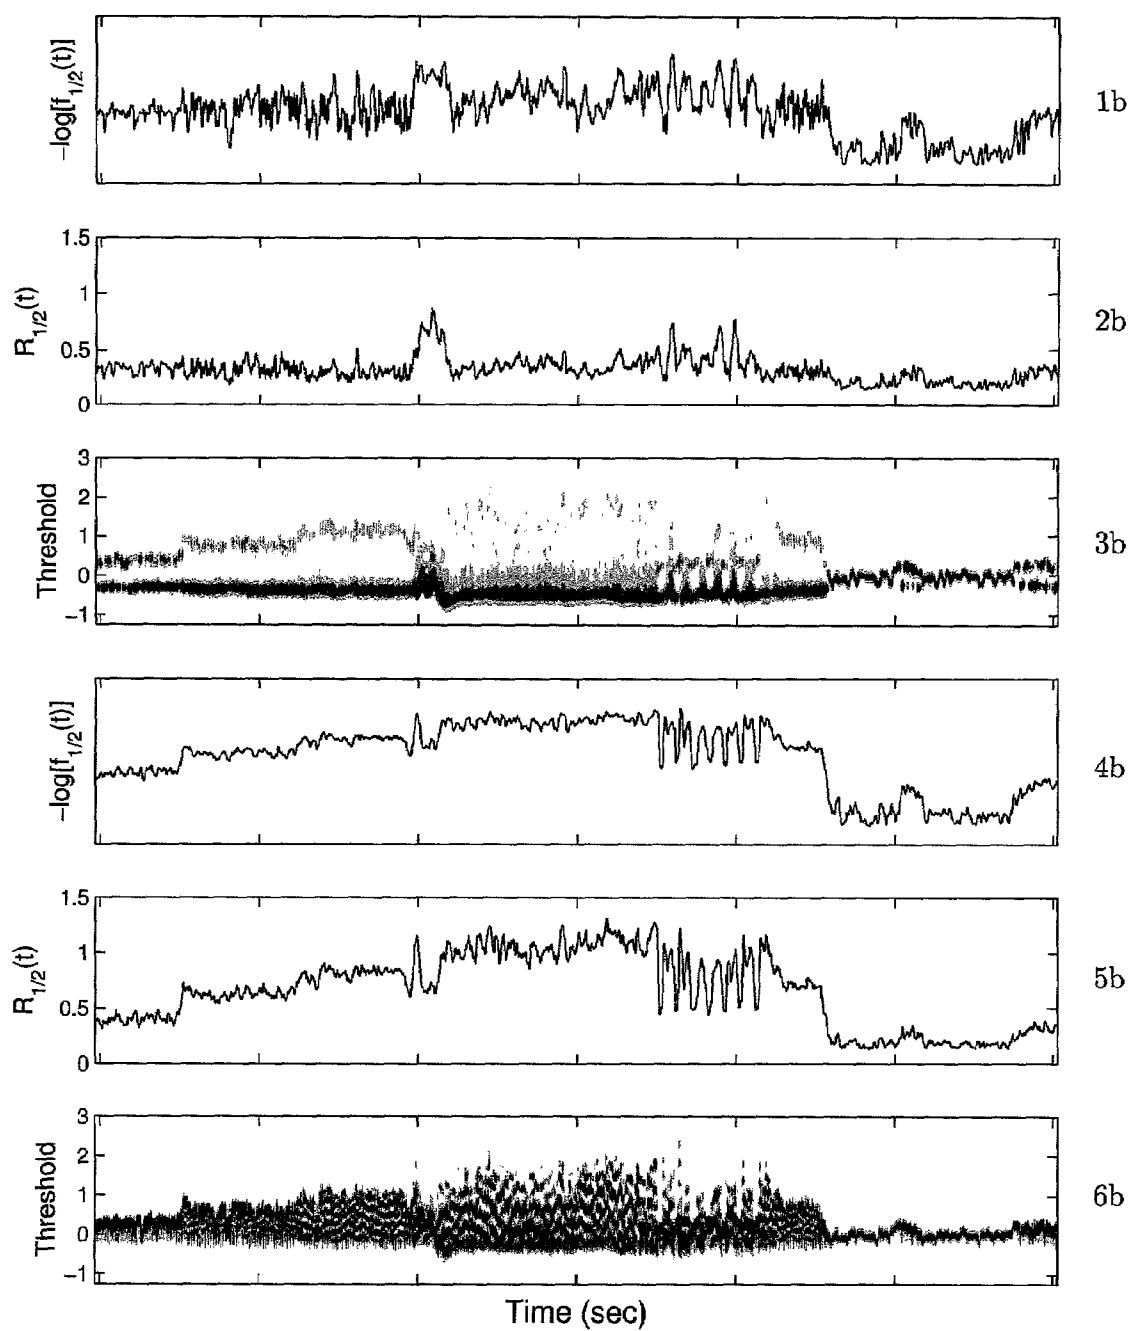 −log[f1/2(t)]
1b
1.5
1
0.5
0
R1/2(t)
2b
3
2
1
0
−1
Threshold
3b
−log[f1/2(t)]
4b
1.5
1
0.5
0
R1/2(t)
5b
3
2
1
0
−1
Threshold
6b
Time (sec)